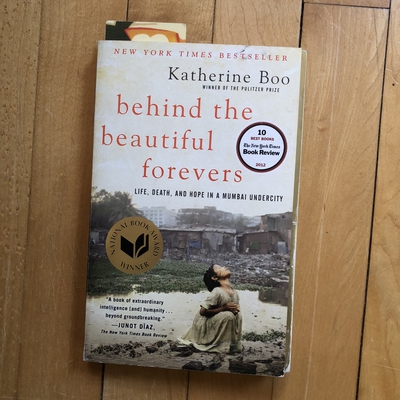 NEW YORK TIMES BESTSELLER
Katherine Boo
WINNER OF THE PULITZER PRIZE
behind the
beautiful
forevers
10
BEST BOOKS
The New York Times
Book Review
2012
LIFE, DEATH, AND HOPE IN A MUMBAI UNDERCITY
NATIONAL BOOK AWARD
WINNER
"A book of extraordinary
intelligence [and] humanity . . .
beyond groundbreaking."
—JUNOT DÍAZ,
The New York Times Book Review